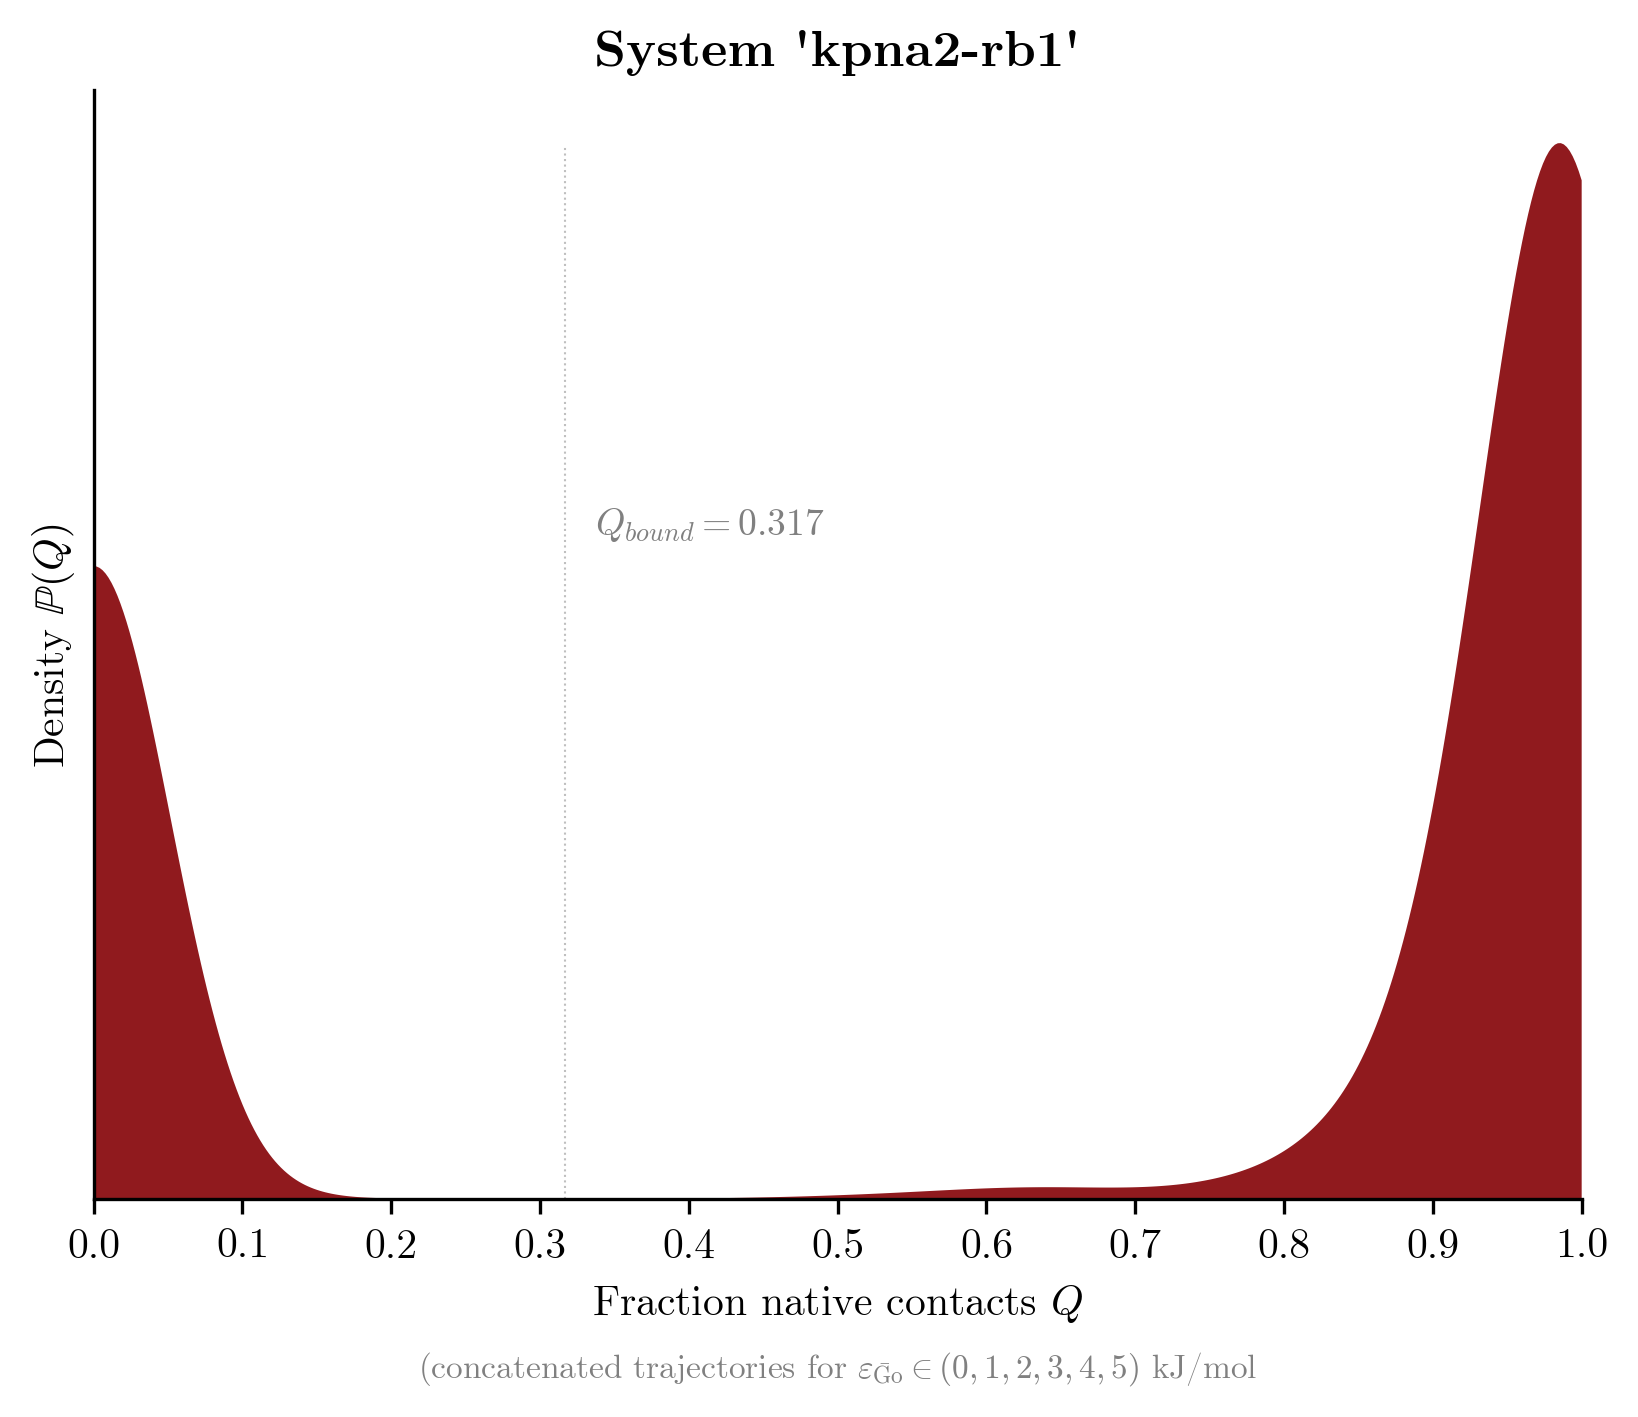 System 'kpna2-rb1'
Density ℙ(Q)
Q_bound = 0.317
0.0 0.1 0.2 0.3 0.4 0.5 0.6 0.7 0.8 0.9 1.0
Fraction native contacts Q
(concatenated trajectories for ε_Ḡo ∈ (0, 1, 2, 3, 4, 5) kJ/mol